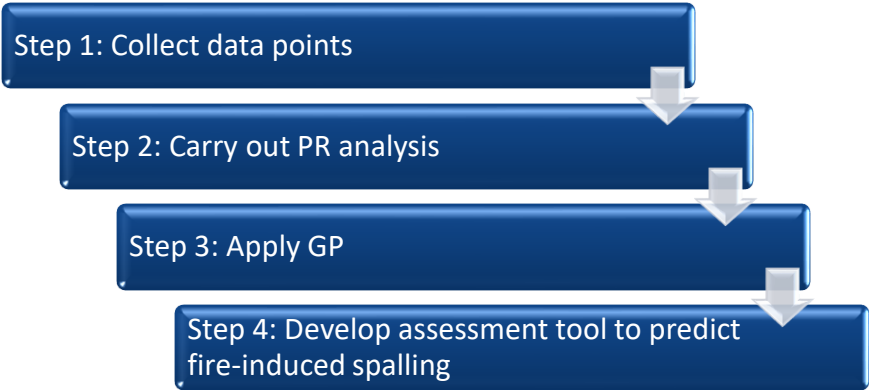 Step 1: Collect data points
Step 2: Carry out PR analysis
Step 3: Apply GP
Step 4: Develop assessment tool to predict
fire-induced spalling